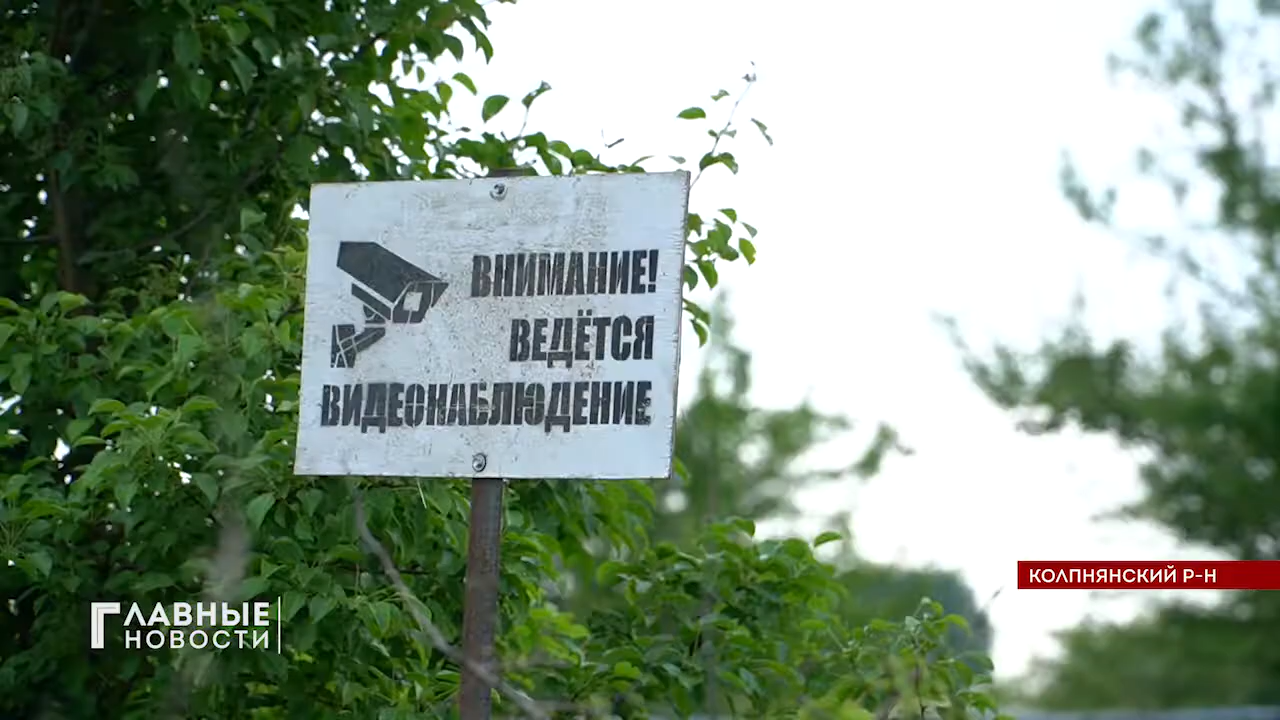 ВНИМАНИЕ!
ВЕДЁТСЯ
ВИДЕОНАБЛЮДЕНИЕ
КОЛПНЯНСКИЙ Р-Н
ГЛАВНЫЕ
НОВОСТИ